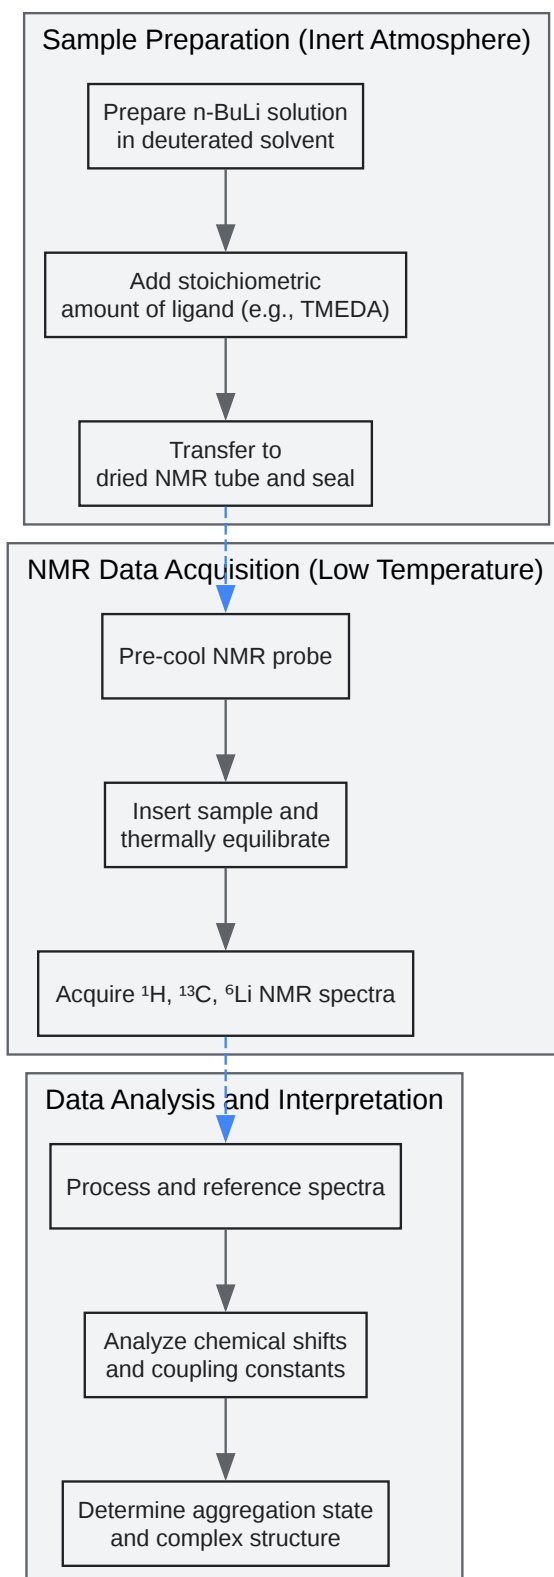 Sample Preparation (Inert Atmosphere)
Prepare n-BuLi solution
in deuterated solvent
Add stoichiometric
amount of ligand (e.g., TMEDA)
Transfer to
dried NMR tube and seal
NMR Data Acquisition (Low Temperature)
Pre-cool NMR probe
Insert sample and
thermally equilibrate
Acquire ¹H, ¹³C, ⁶Li NMR spectra
Data Analysis and Interpretation
Process and reference spectra
Analyze chemical shifts
and coupling constants
Determine aggregation state
and complex structure